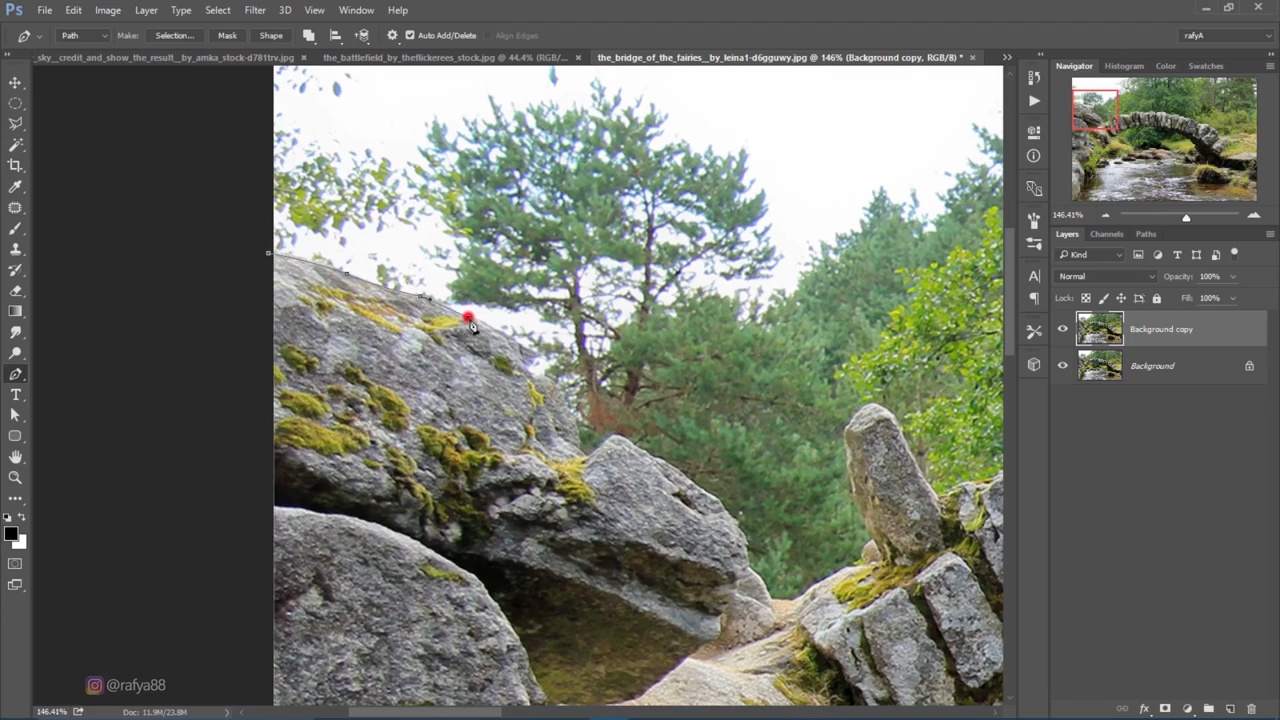 Ps File Edit Image Layer Type Select Filter 3D View Window Help
Path Make: Selection... Mask Shape Auto Add/Delete Align Edges rafyA
_sky__credit_and_show_the_result__by_amka_stock-d781trv.jpg the_battlefield_by_theflickerees_stock.jpg @ 44.4% (RGB/... the_bridge_of_the_fairies__by_leina1-d6gguwy.jpg @ 146% (Background copy, RGB/8) *
Navigator Histogram Color Swatches
146.41%
Layers Channels Paths
Kind
Normal Opacity: 100%
Lock: Fill: 100%
Background copy
Background
@rafya88
146.41% Doc: 11.9M/23.8M